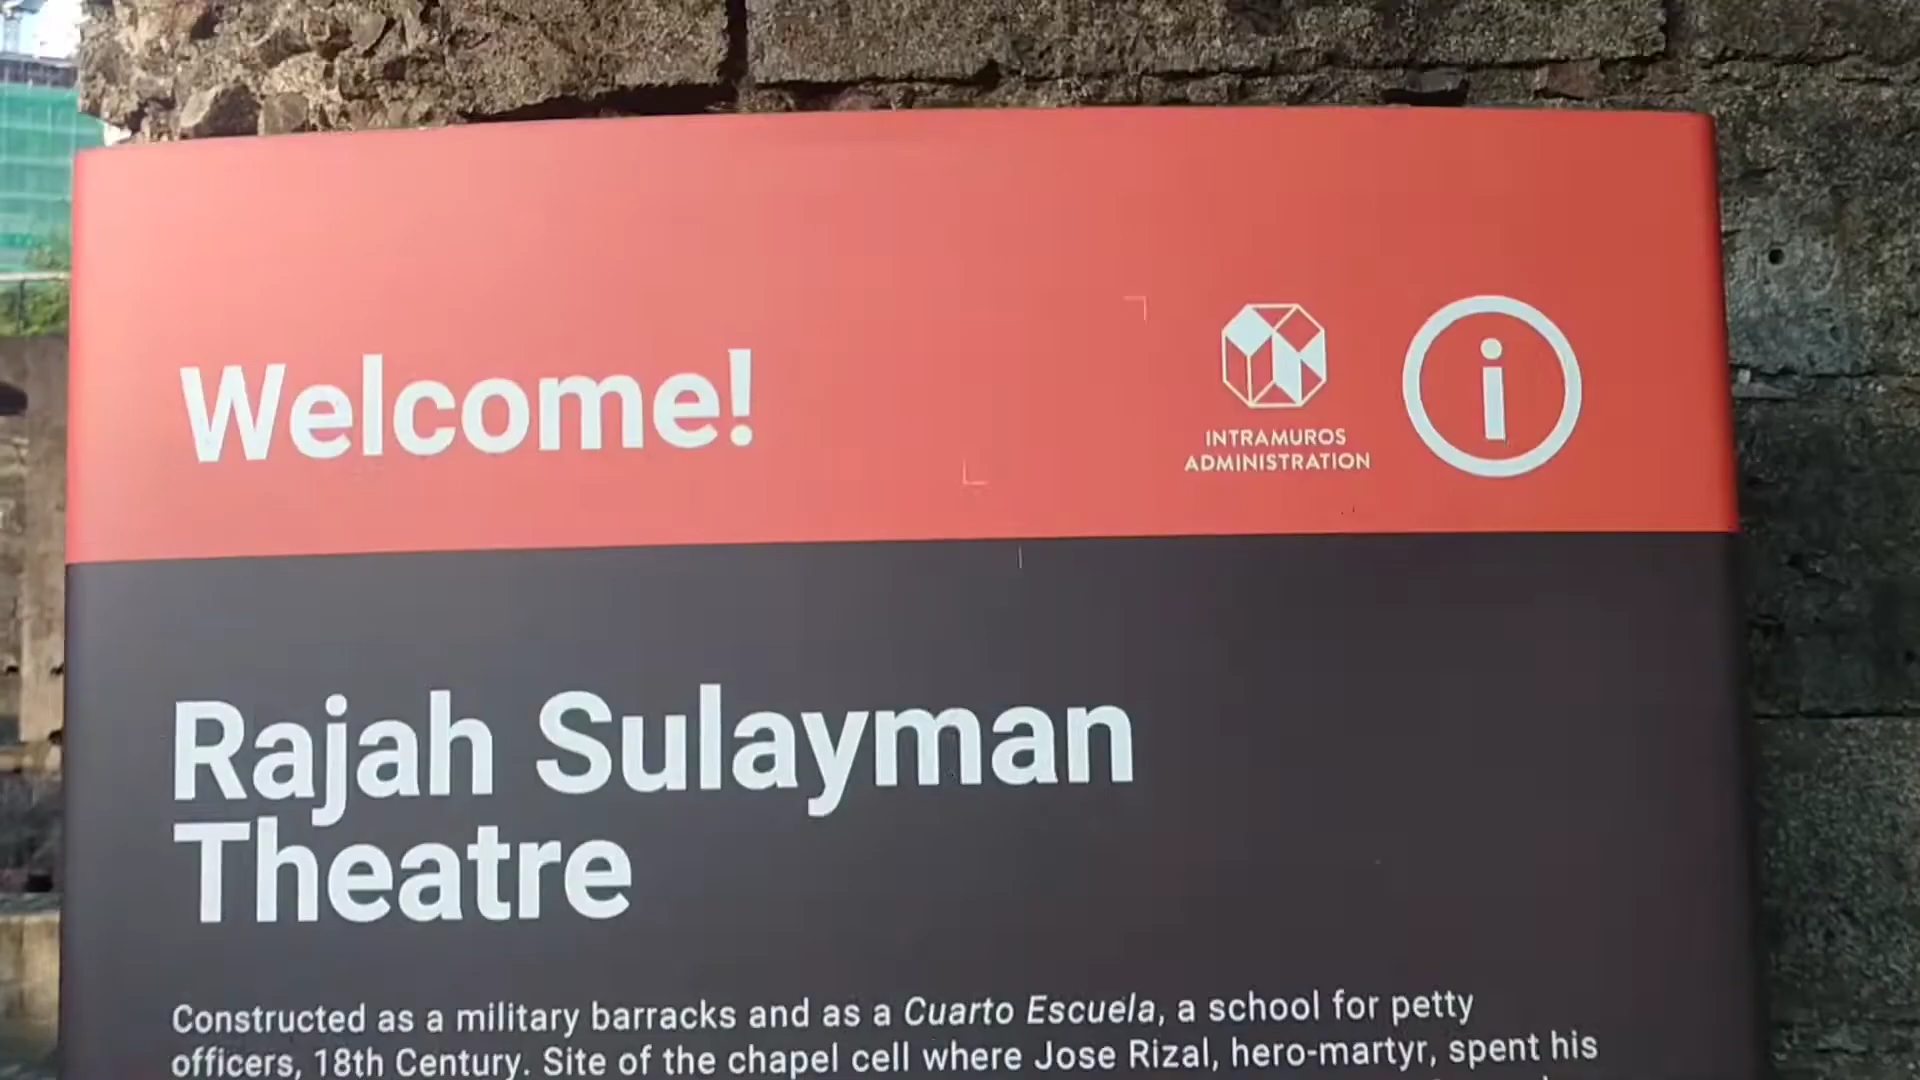 Welcome!
INTRAMUROS
ADMINISTRATION
i
Rajah Sulayman
Theatre
Constructed as a military barracks and as a Cuarto Escuela, a school for petty
officers, 18th Century. Site of the chapel cell where Jose Rizal, hero-martyr, spent his